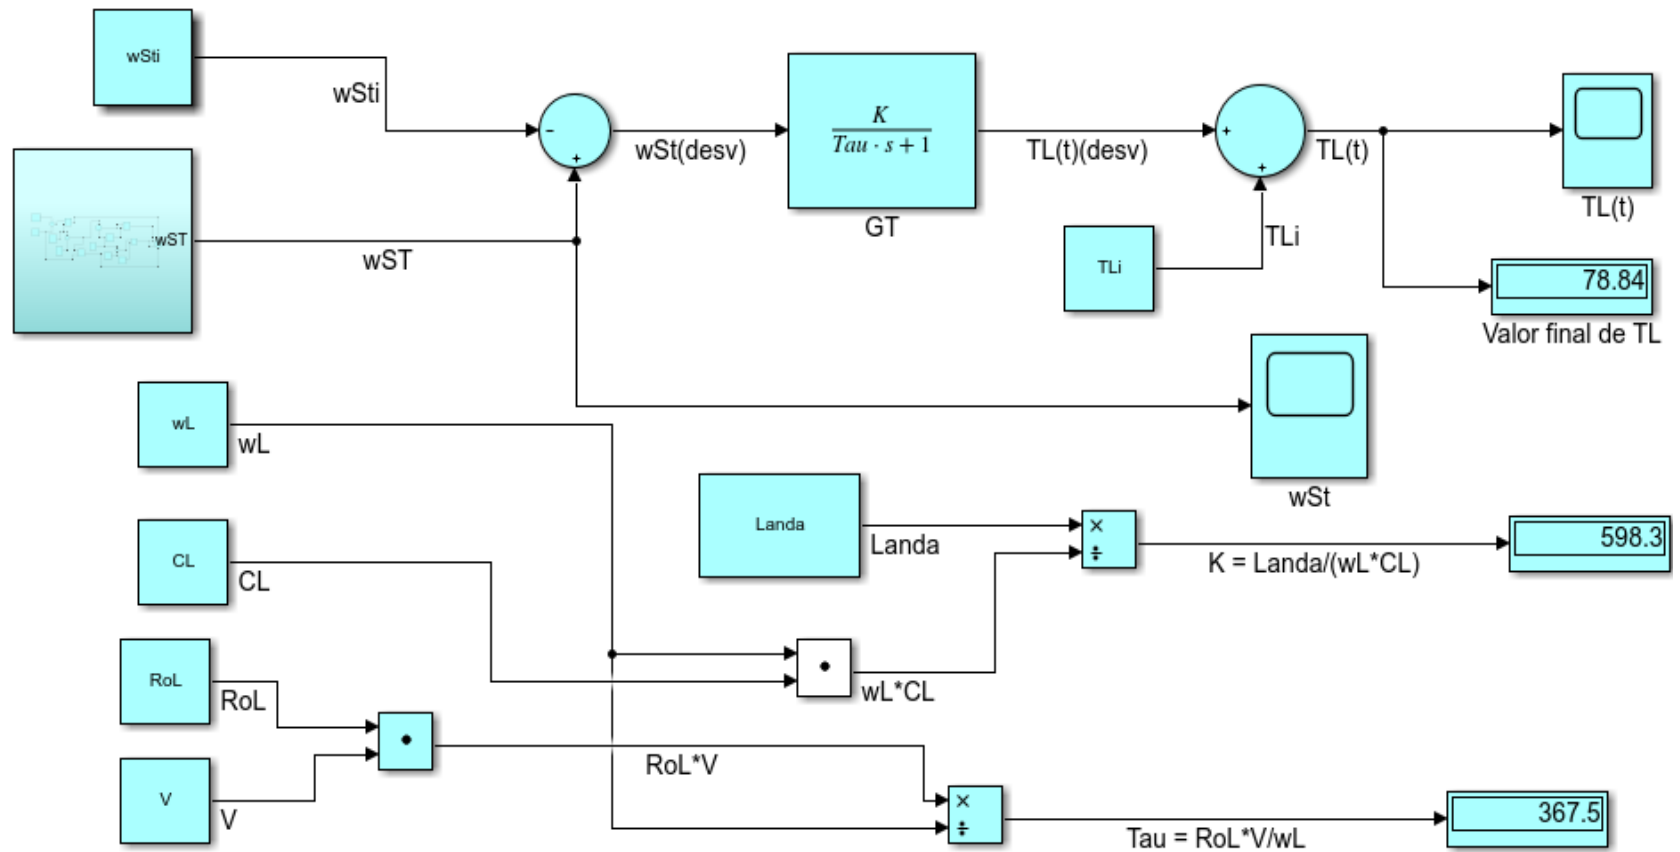 wSti
wSti
-
+
wSt(desv)
K
Tau · s + 1
GT
TL(t)(desv)
+
+
TL(t)
TL(t)
wST
wST
TLi
TLi
78.84
Valor final de TL
wSt
wL
wL
Landa
Landa
×
÷
K = Landa/(wL*CL)
598.3
CL
CL
wL*CL
RoL
RoL
RoL*V
V
V
×
÷
Tau = RoL*V/wL
367.5